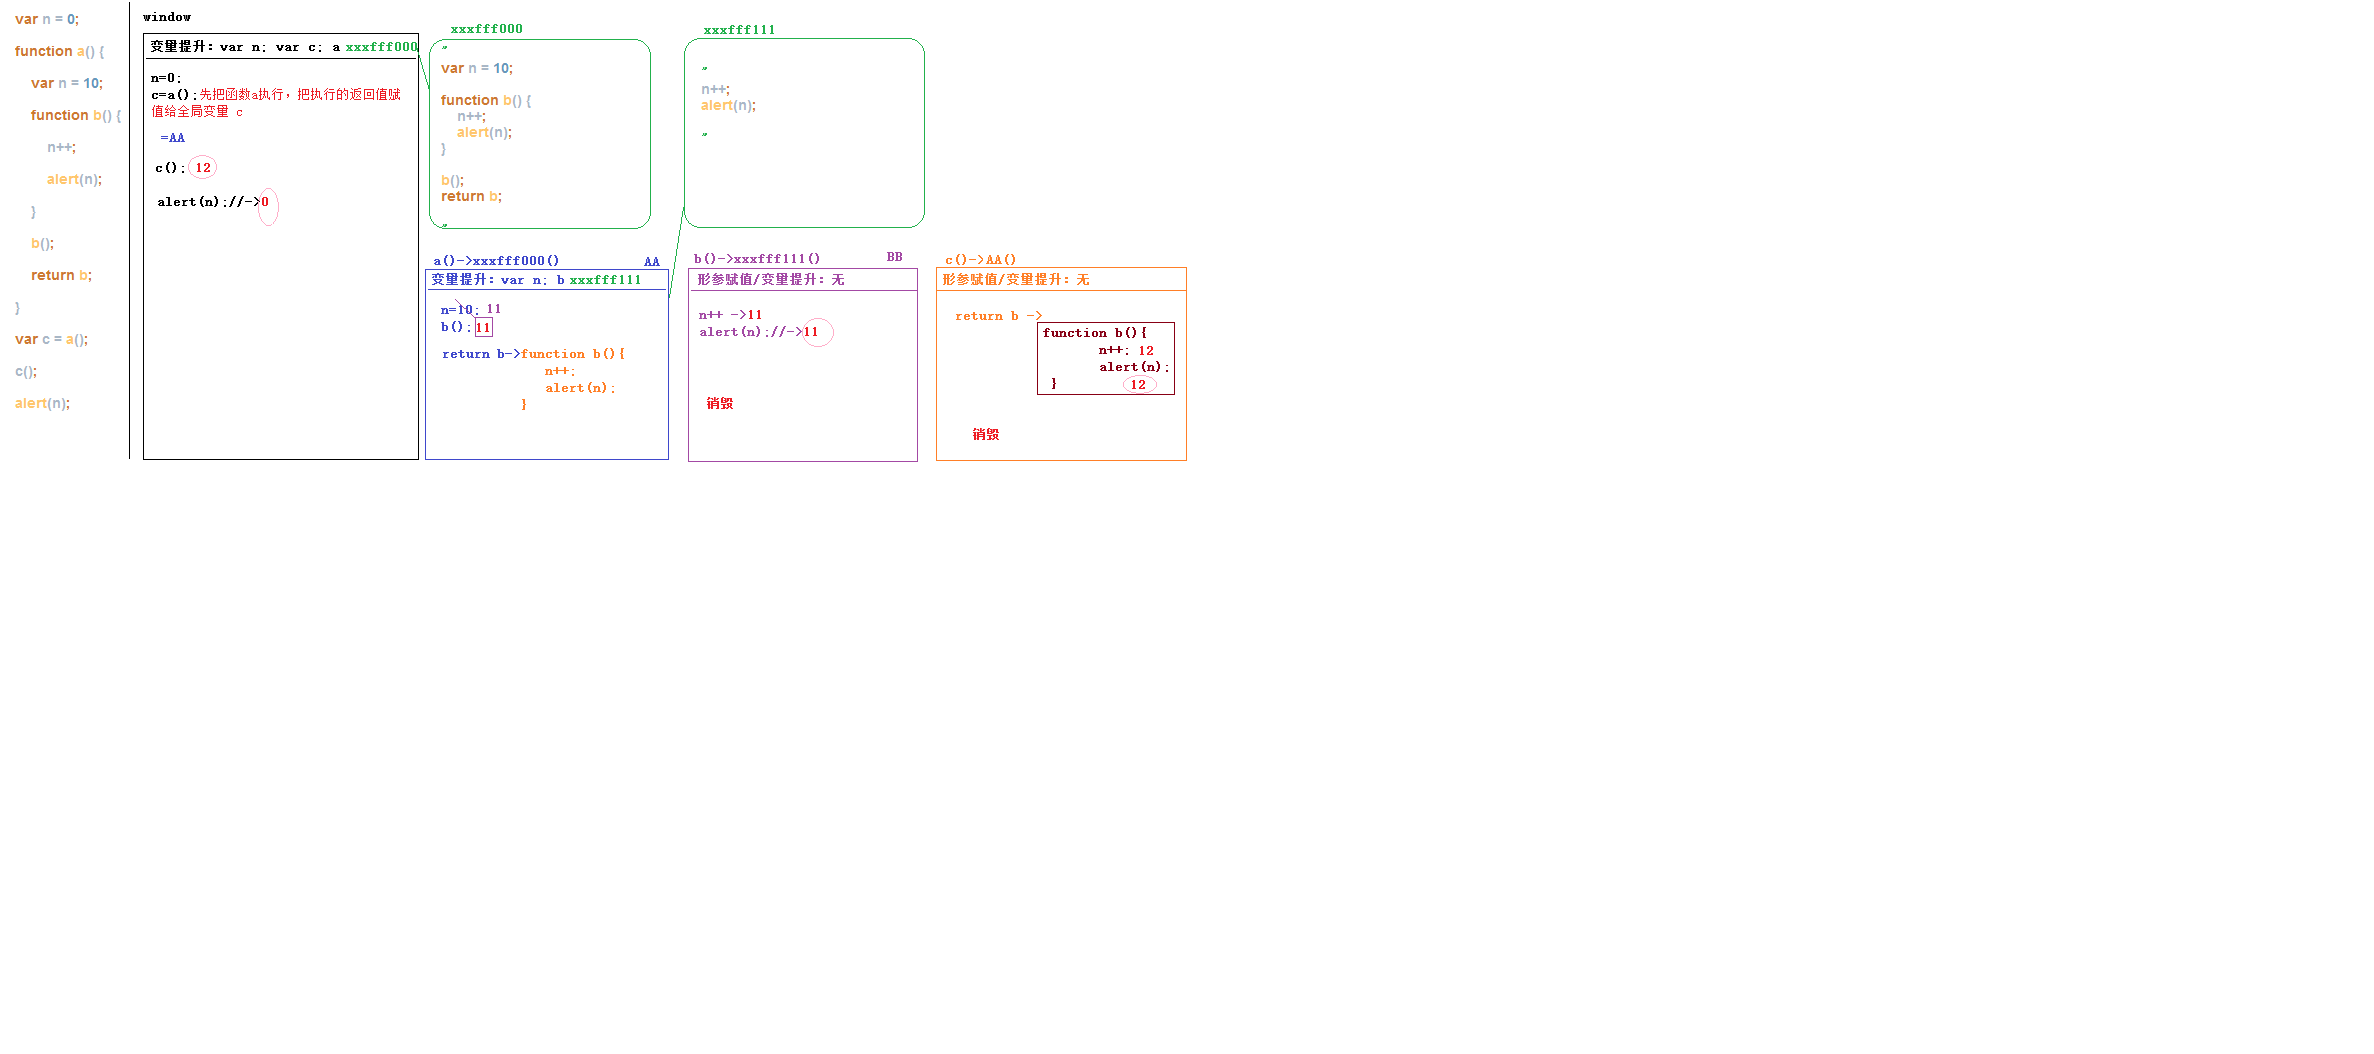 var n = 0;
function a() {
var n = 10;
function b() {
n++;
alert(n);
}
b();
return b;
}
var c = a();
c();
alert(n);
window
变量提升: var n; var c; a xxxfff000
n=0;
c=a();先把函数a执行, 把执行的返回值赋
值给全局变量 c
=AA
c(); 12
alert(n);//->0
xxxfff000
"
var n = 10;
function b() {
n++;
alert(n);
}
b();
return b;
"
xxxfff111
"
n++;
alert(n);
"
a()->xxxfff000() AA
变量提升: var n; b xxxfff111
n=10; 11
b(); 11
return b->function b(){
n++;
alert(n);
}
b()->xxxfff111() BB
形参赋值/变量提升: 无
n++ ->11
alert(n);//->11
销毁
c()->AA()
形参赋值/变量提升: 无
return b ->
function b(){
n++; 12
alert(n);
} 12
销毁